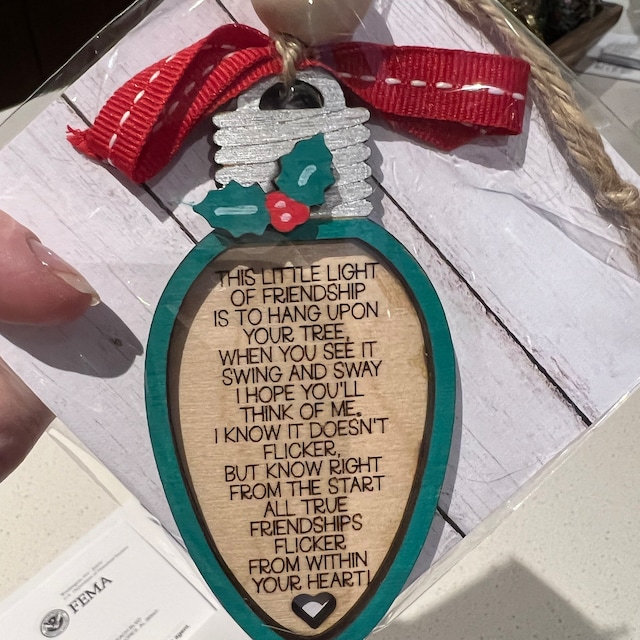 THIS LITTLE LIGHT
OF FRIENDSHIP
IS TO HANG UPON
YOUR TREE,
WHEN YOU SEE IT
SWING AND SWAY
I HOPE YOU'LL
THINK OF ME.
I KNOW IT DOESN'T
FLICKER,
BUT KNOW RIGHT
FROM THE START
ALL TRUE
FRIENDSHIPS
FLICKER
FROM WITHIN
YOUR HEART!
FEMA